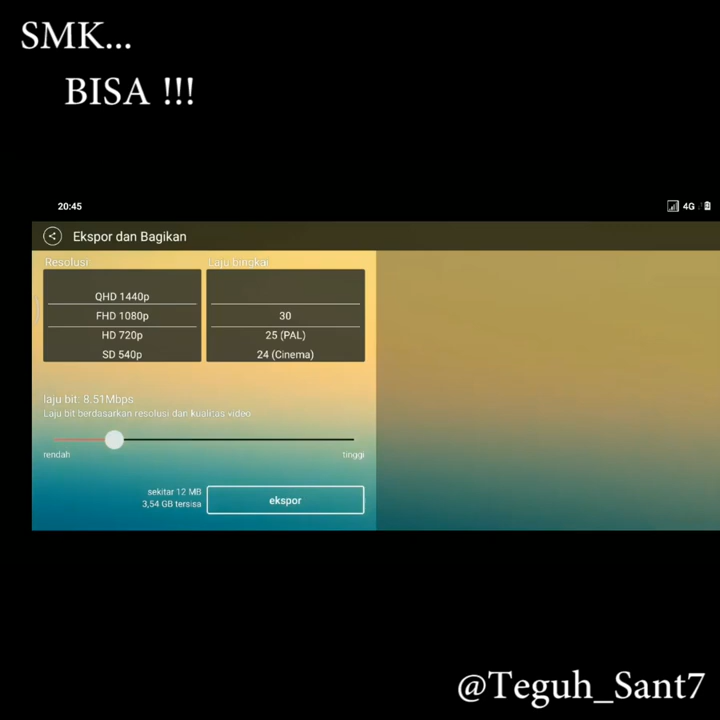 SMK...
BISA !!!
20:45
4G
Ekspor dan Bagikan
Resolusi
Laju bingkai
QHD 1440p
FHD 1080p
HD 720p
SD 540p
30
25 (PAL)
24 (Cinema)
laju bit: 8.51Mbps
Laju bit berdasarkan resolusi dan kualitas video
rendah
tinggi
sekitar 12 MB
3,54 GB tersisa
ekspor
@Teguh_Sant7